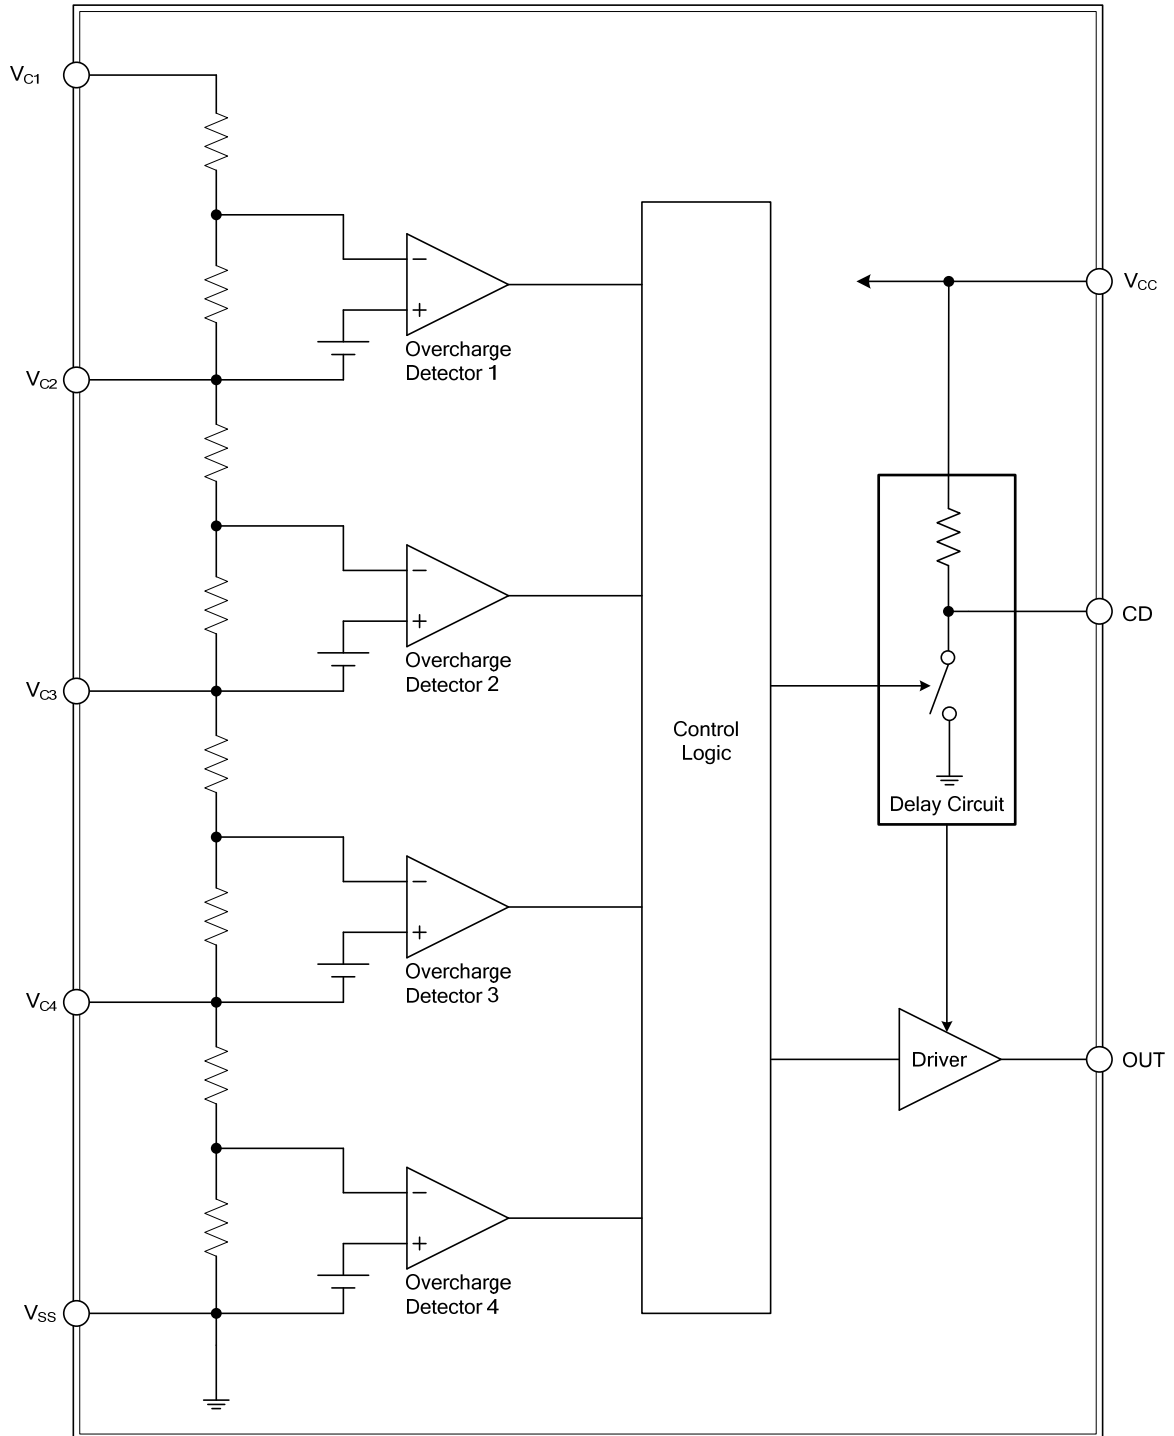 VC1
− 
+
Overcharge
Detector 1
VCC
VC2
−
+
Overcharge
Detector 2
CD
VC3
Control
Logic
Delay Circuit
−
+
Overcharge
Detector 3
VC4
Driver
OUT
−
+
Overcharge
Detector 4
VSS